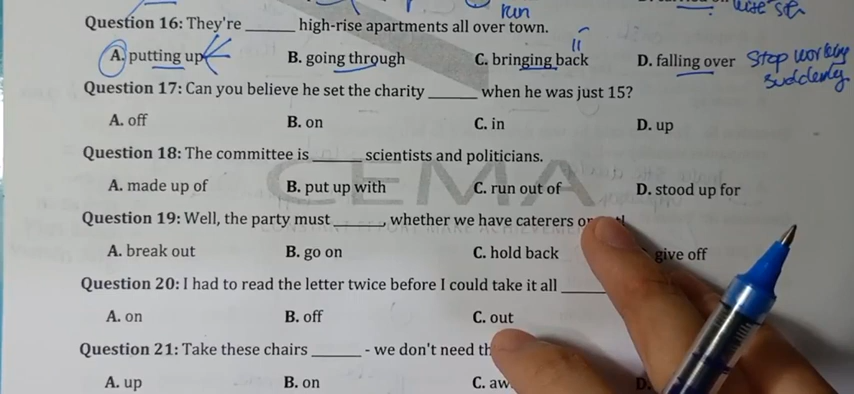 use sth
run
Question 16: They're ______ high-rise apartments all over town.
A. putting up B. going through C. bringing back D. falling over Stop working
suddenly
Question 17: Can you believe he set the charity ______ when he was just 15?
A. off B. on C. in D. up
Question 18: The committee is ______ scientists and politicians.
A. made up of B. put up with C. run out of D. stood up for
CEMA
Question 19: Well, the party must ______, whether we have caterers or
A. break out B. go on C. hold back give off
Question 20: I had to read the letter twice before I could take it all ______
A. on B. off C. out
Question 21: Take these chairs ______ - we don't need
A. up B. on C.